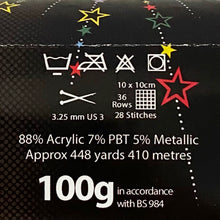 10 x 10cm
36
Rows
3.25 mm US 3
28 Stitches
88% Acrylic 7% PBT 5% Metallic
Approx 448 yards 410 metres
100g in accordance
with BS 984